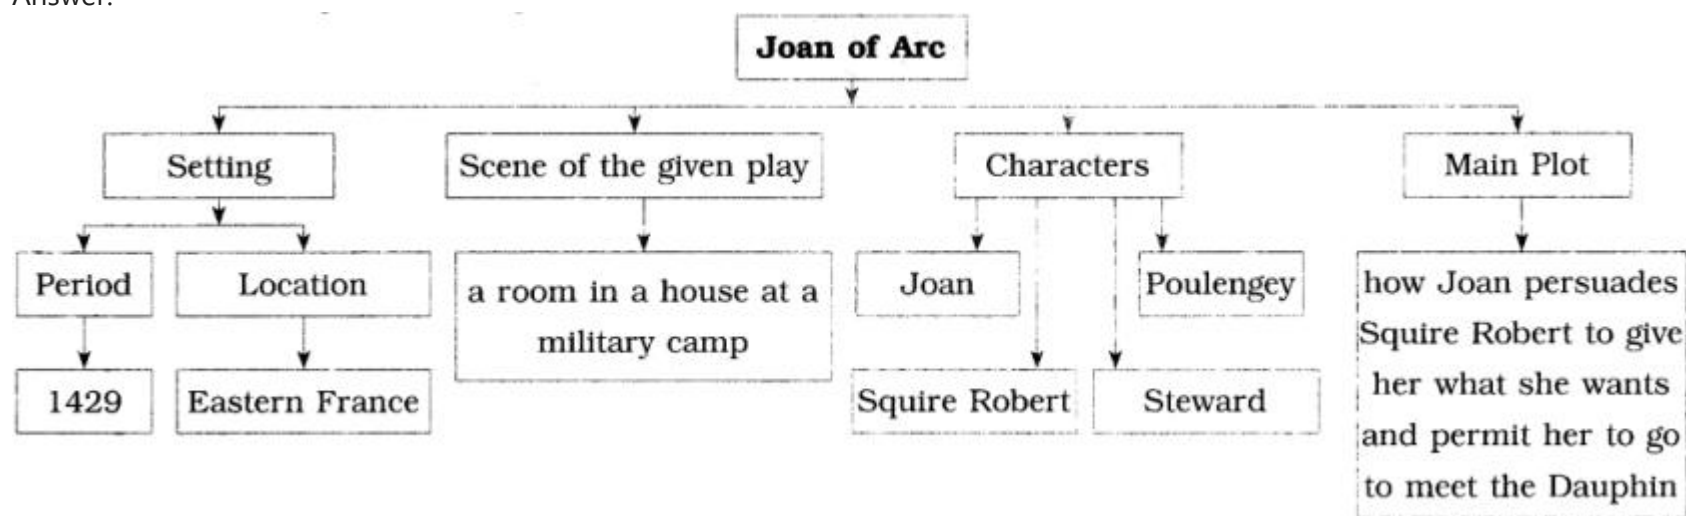 Answer:
Joan of Arc
Setting
Scene of the given play
Characters
Main Plot
Period
Location
a room in a house at a
military camp
Joan
Poulengey
how Joan persuades
Squire Robert to give
her what she wants
and permit her to go
to meet the Dauphin
1429
Eastern France
Squire Robert
Steward